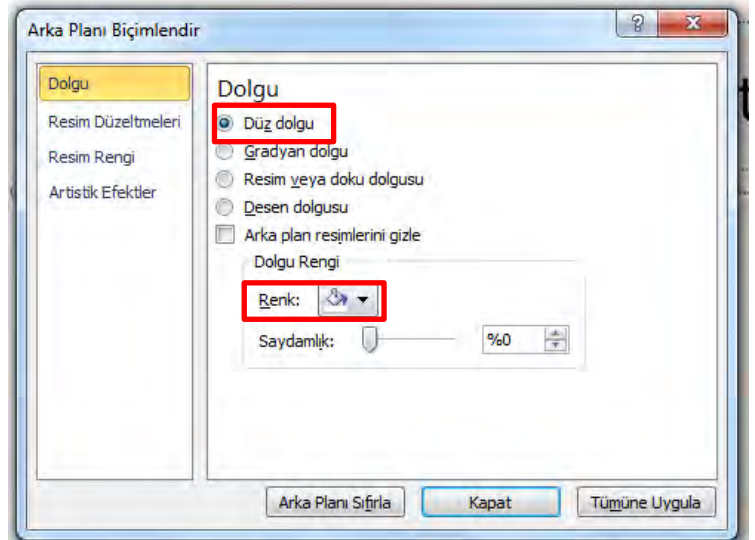 Arka Planı Biçimlendir
Dolgu
Resim Düzeltmeleri
Resim Rengi
Artistik Efektler
Dolgu
Düz dolgu
Gradyan dolgu
Resim veya doku dolgusu
Desen dolgusu
Arka plan resimlerini gizle
Dolgu Rengi
Renk:
Saydamlık: %0
Arka Planı Sıfırla Kapat Tümüne Uygula